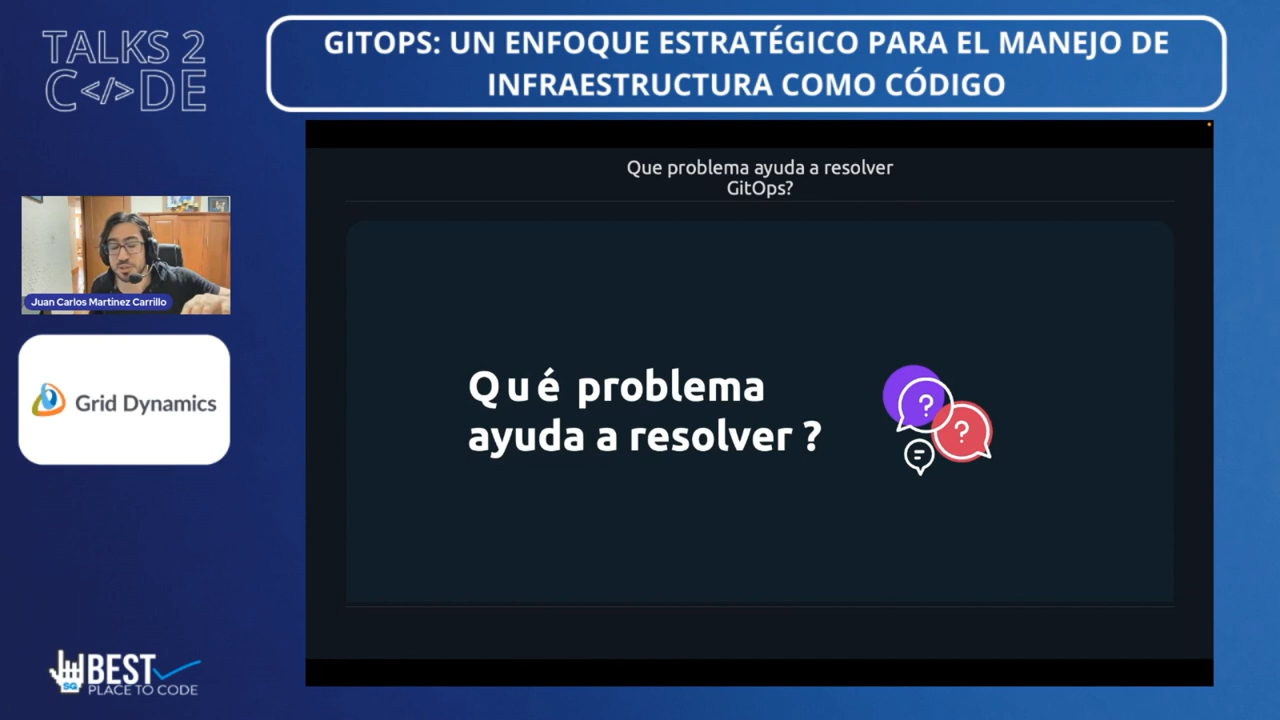 TALKS 2
C</>DE
GITOPS: UN ENFOQUE ESTRATÉGICO PARA EL MANEJO DE
INFRAESTRUCTURA COMO CÓDIGO
Que problema ayuda a resolver
GitOps?
Juan Carlos Martinez Carrillo
Grid Dynamics
Qué problema
ayuda a resolver ?
? ?
SG
BEST
PLACE TO CODE